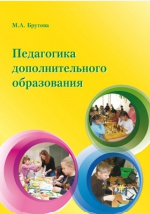 М.А. Брутова
Педагогика
дополнительного
образования